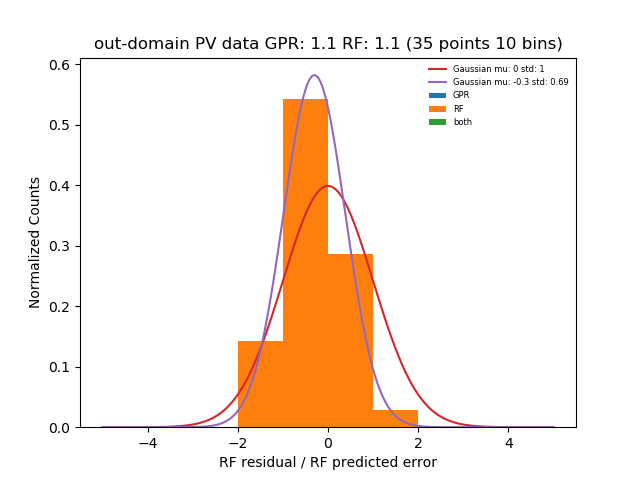 out-domain PV data GPR: 1.1 RF: 1.1 (35 points 10 bins)
Gaussian mu: 0 std: 1
Gaussian mu: -0.3 std: 0.69
GPR
RF
both
0.6
0.5
0.4
0.3
0.2
0.1
0.0
Normalized Counts
−4
−2
0
2
4
RF residual / RF predicted error